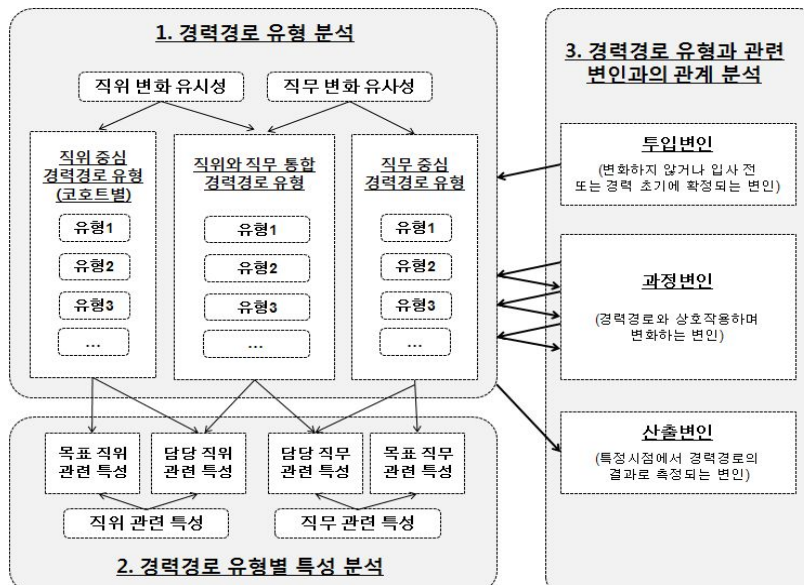 1. 경력경로 유형 분석
직위 변화 유시성
직무 변화 유사성
직위 중심
경력경로 유형
(코호트별)
유형1
유형2
유형3
...
직위와 직무 통합
경력경로 유형
유형1
유형2
유형3
...
직무 중심
경력경로 유형
유형1
유형2
유형3
...
목표 직위
관련 특성
담당 직위
관련 특성
담당 직무
관련 특성
목표 직무
관련 특성
직위 관련 특성
직무 관련 특성
2. 경력경로 유형별 특성 분석
3. 경력경로 유형과 관련
변인과의 관계 분석
투입변인
(변화하지 않거나 입사 전
또는 경력 초기에 확정되는 변인)
과정변인
(경력경로와 상호작용하며
변화하는 변인)
산출변인
(특정시점에서 경력경로의
결과로 측정되는 변인)